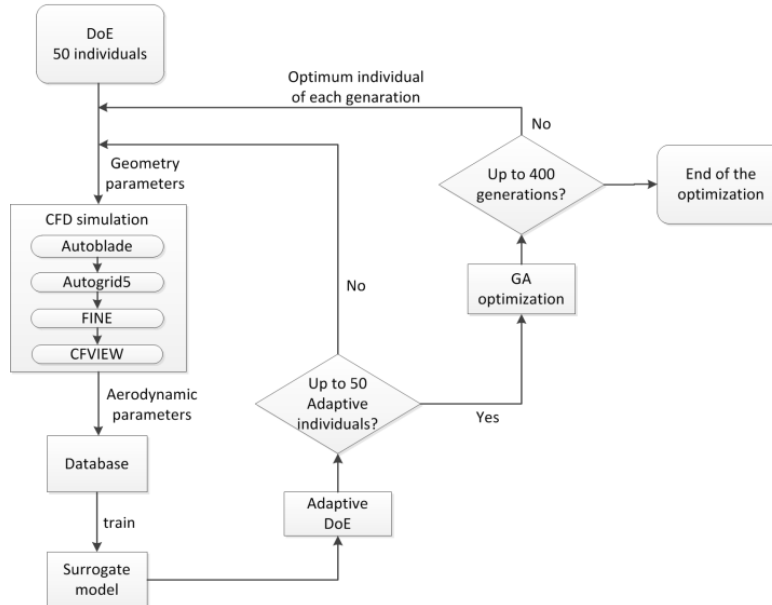 DoE
50 individuals
Optimum individual
of each genaration
No
Up to 400
generations?
End of the
optimization
Geometry
parameters
CFD simulation
Autoblade
Autogrid5
FINE
CFVIEW
No
GA
optimization
Aerodynamic
parameters
Up to 50
Adaptive
individuals?
Yes
Database
train
Adaptive
DoE
Surrogate
model